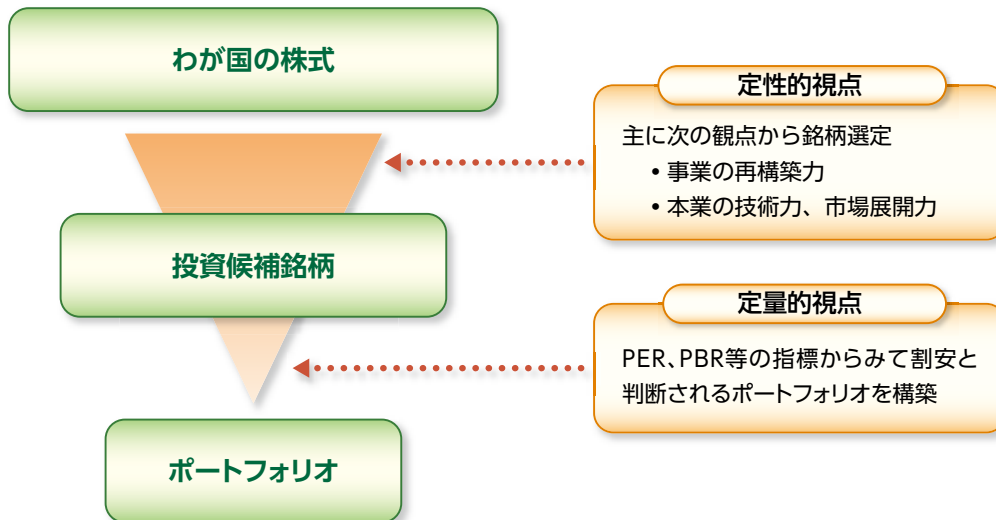 わが国の株式
定性的視点
主に次の観点から銘柄選定
•事業の再構築力
•本業の技術力、市場展開力
投資候補銘柄
定量的視点
PER、PBR等の指標からみて割安と
判断されるポートフォリオを構築
ポートフォリオ